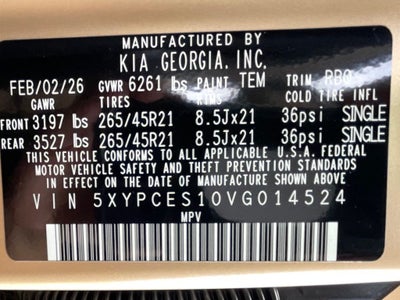 MANUFACTURED BY
KIA GEORGIA, INC.
FEB/02/26 GVWR 6261 lbs PAINT TEM TRIM RBQ
GAWR TIRES RIMS COLD TIRE INFL
FRONT 3197 lbs 265/45R21 8.5Jx21 36psi SINGLE
REAR 3527 lbs 265/45R21 8.5Jx21 36psi SINGLE
THIS VEHICLE CONFORMS TO ALL APPLICABLE U.S.A. FEDERAL
MOTOR VEHICLE SAFETY AND THEFT PREVENTION STANDARDS
IN EFFECT ON THE DATE OF MANUFACTURE SHOWN ABOVE.
VIN 5XYPCES10VG014524
MPV